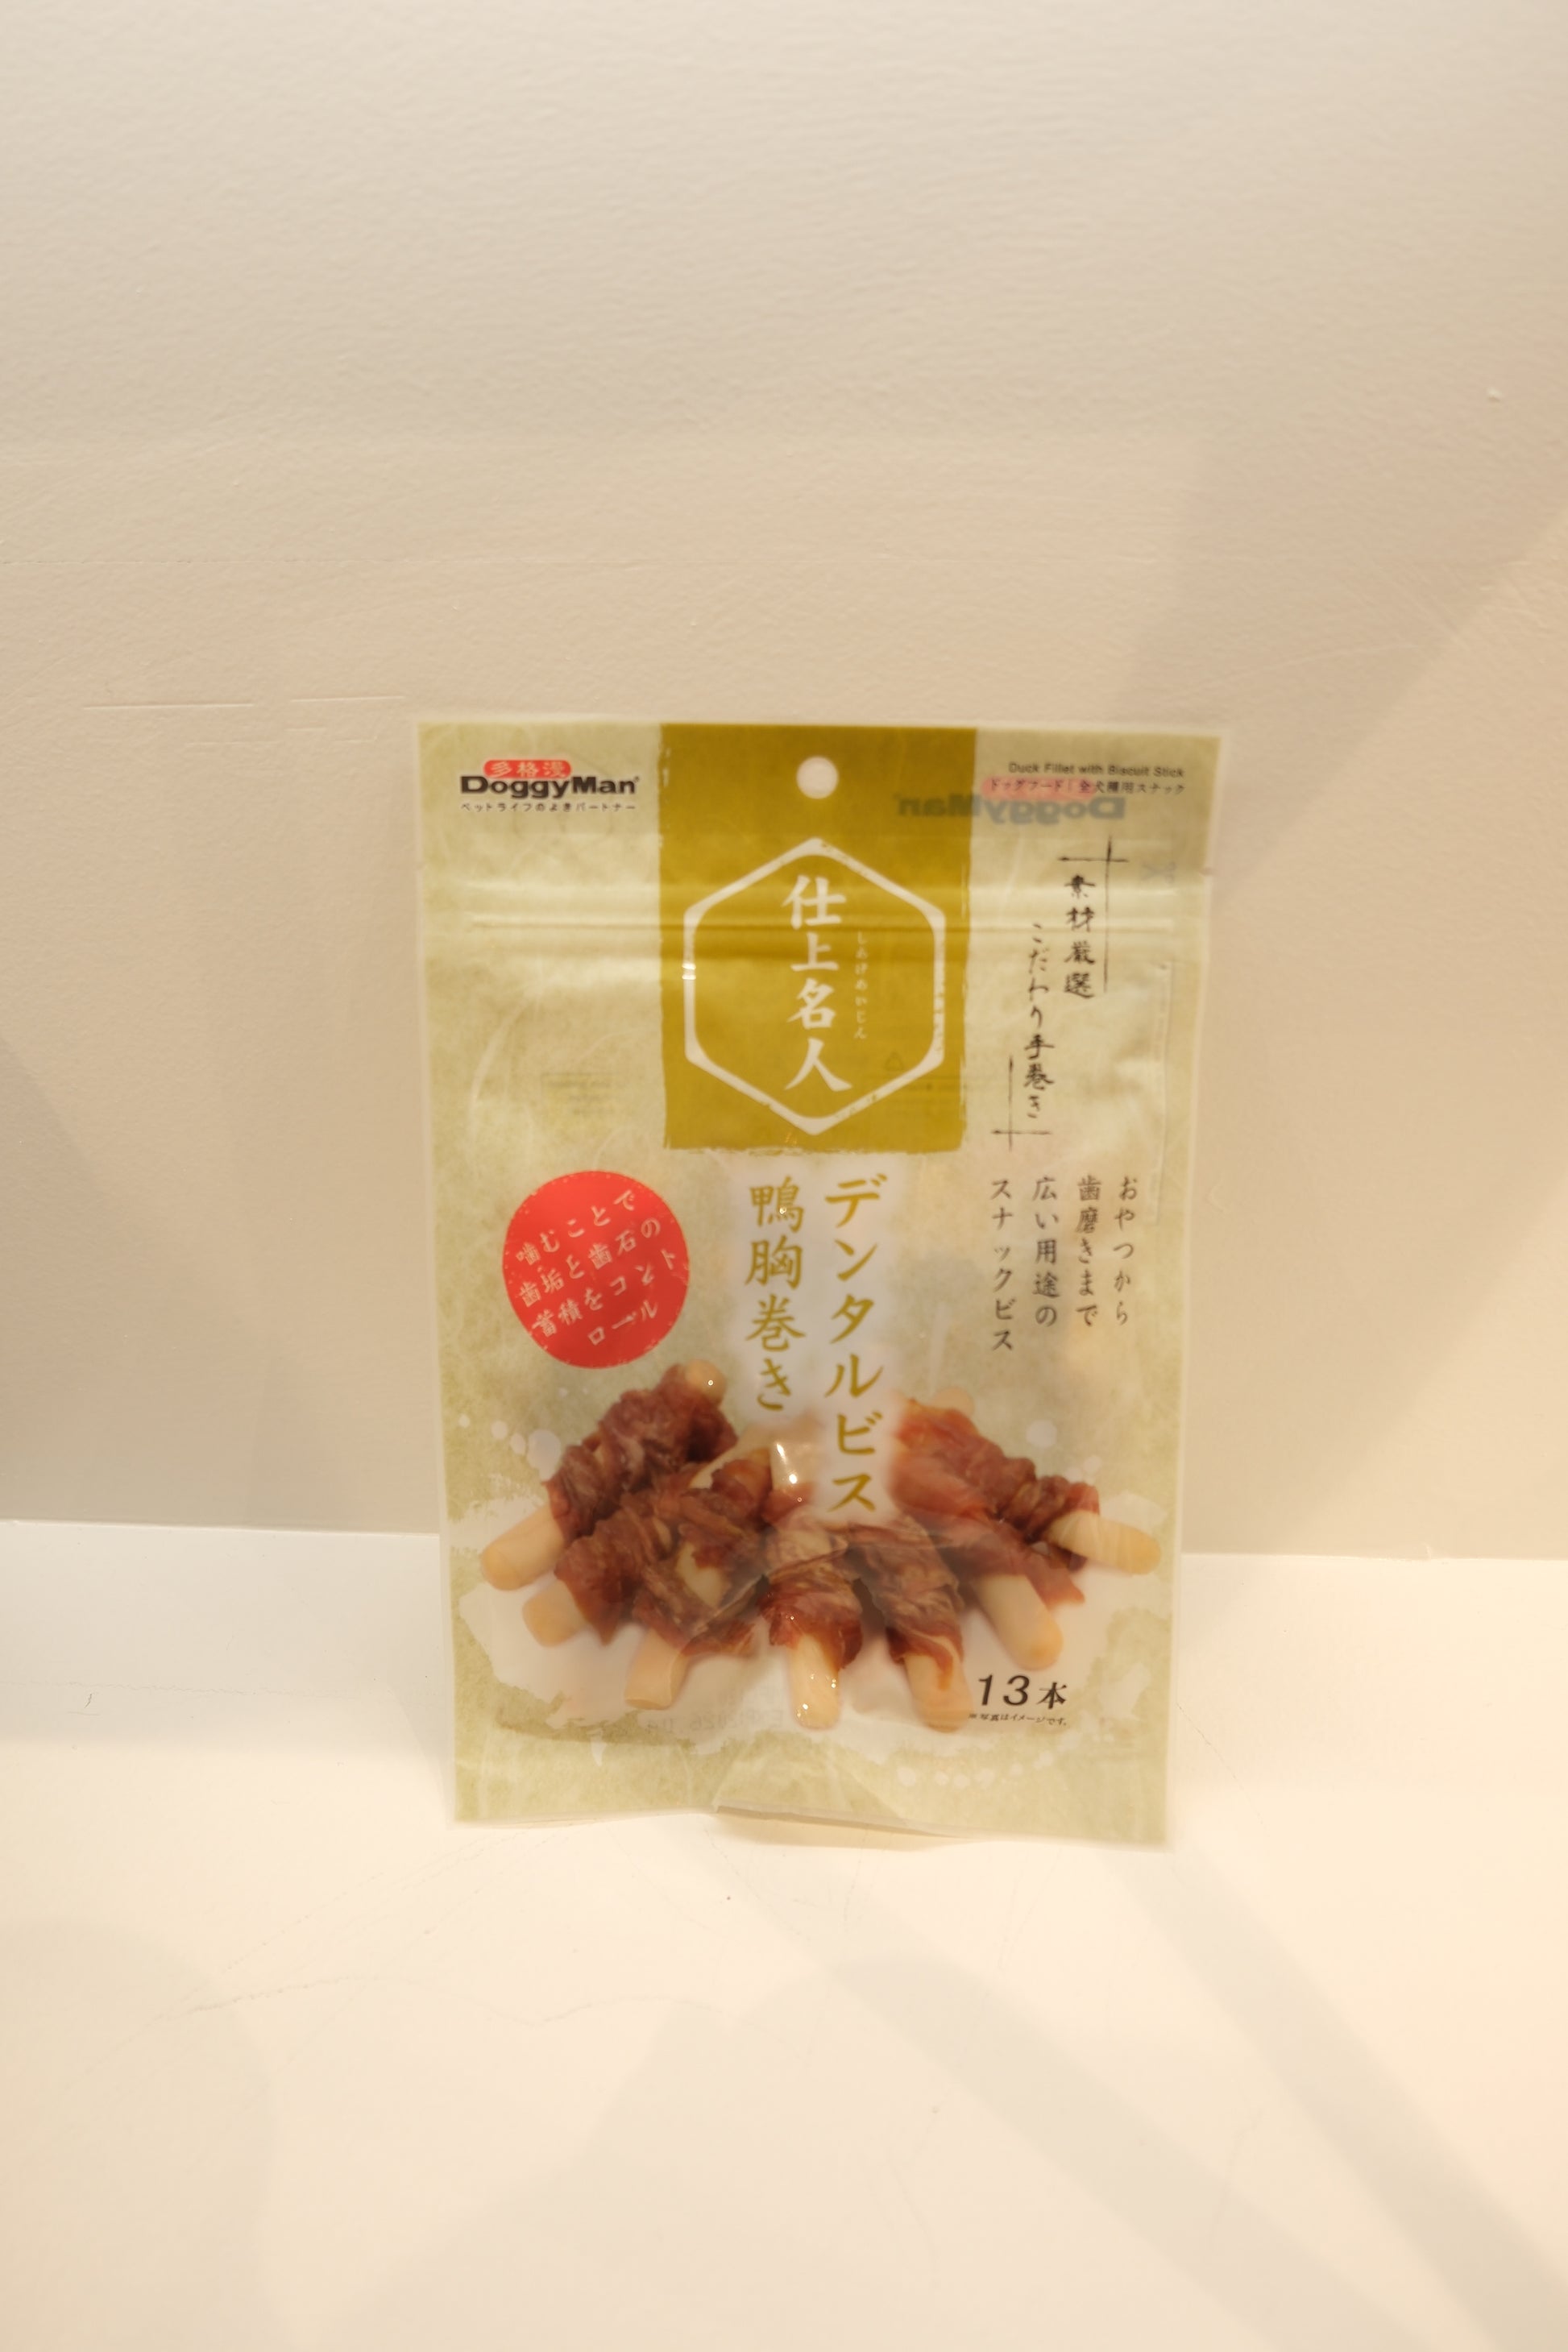 多格漫
DoggyMan®
ペットライフのよきパートナー
Duck Fillet with Biscuit Stick
ドッグフード｜全犬種用スナック
仕上名人
しあげめいじん
素材厳選
こだわり手巻き
おやつから
歯磨きまで
広い用途の
スナックビス
デンタルビス
鴨胸巻き
噛むことで
歯垢と歯石の
蓄積をコント
ロール
13本
※写真はイメージです。
DoggyMan